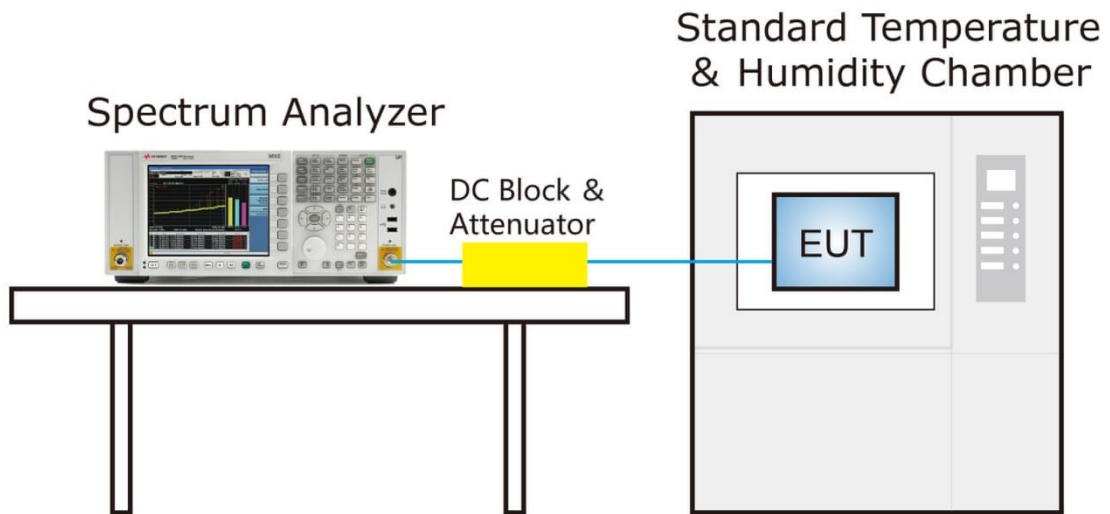 Standard Temperature
& Humidity Chamber
Spectrum Analyzer
DC Block &
Attenuator
EUT